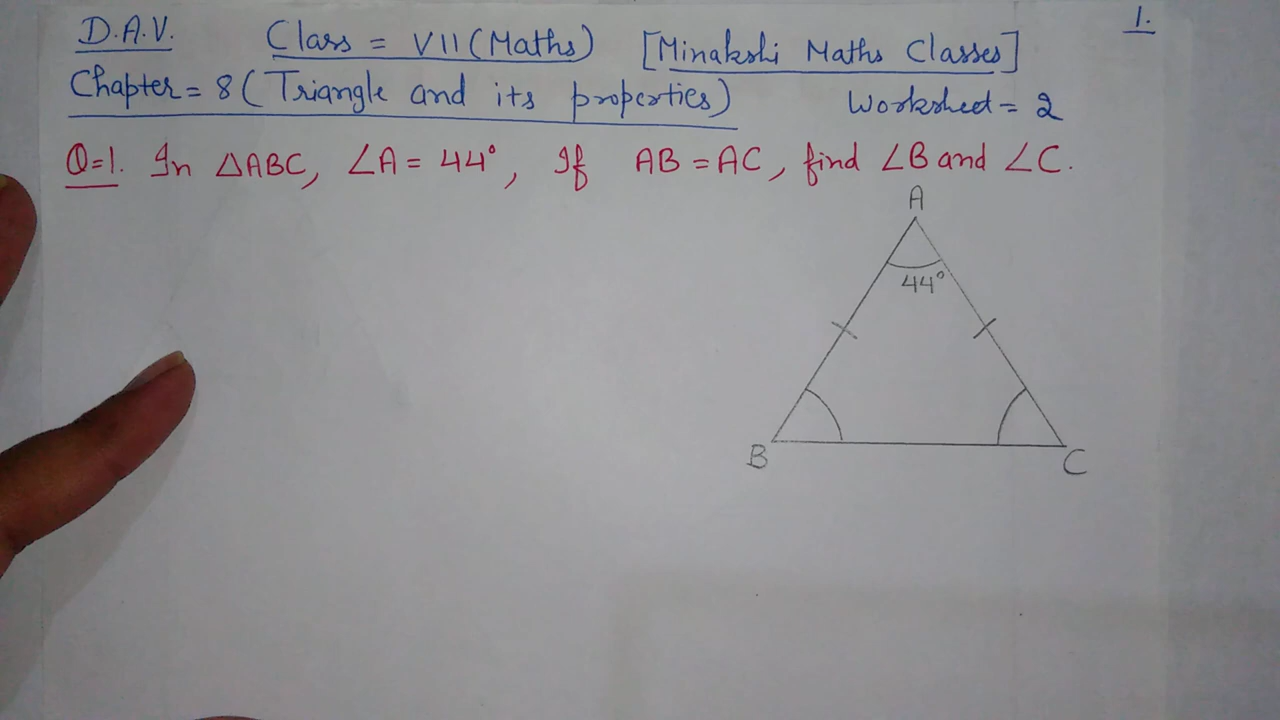 1.
D.A.V. Class = VII (Maths) [Minakshi Maths Classes]
Chapter = 8 ( Triangle and its properties) Worksheet = 2
Q=1. In △ABC, ∠A = 44°, If AB = AC, find ∠B and ∠C.
A
44°
B C